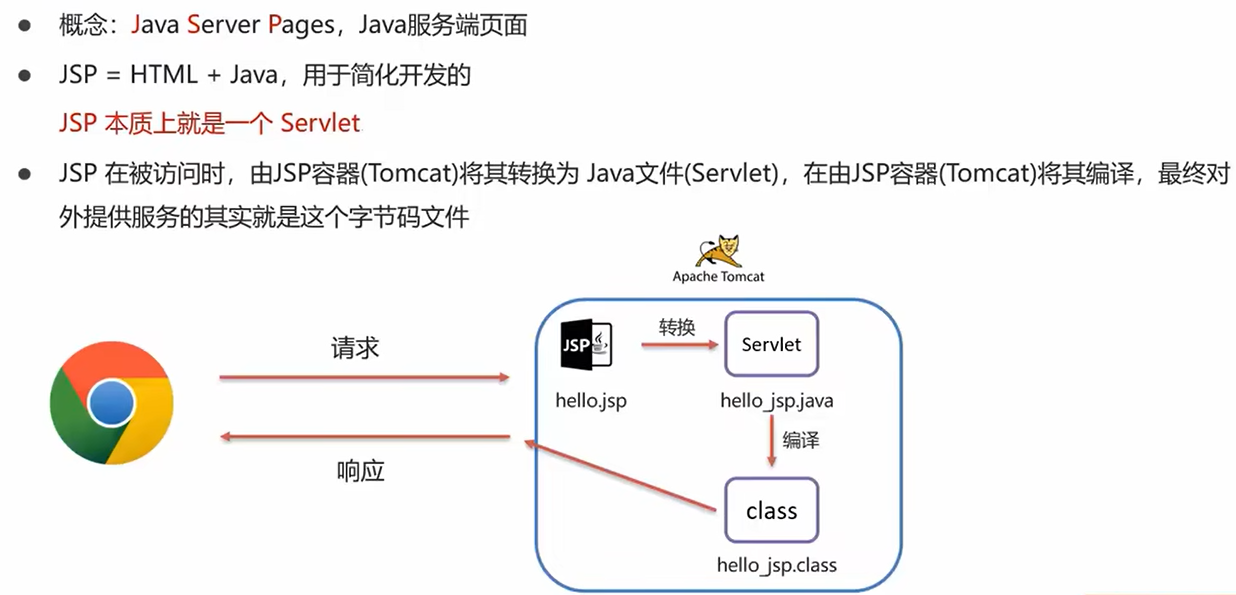 概念：Java Server Pages，Java服务端页面
JSP = HTML + Java，用于简化开发的
JSP 本质上就是一个 Servlet
JSP 在被访问时，由JSP容器(Tomcat)将其转换为 Java文件(Servlet)，在由JSP容器(Tomcat)将其编译，最终对
外提供服务的其实就是这个字节码文件
Apache Tomcat
请求
响应
JSP
转换
Servlet
hello.jsp
hello_jsp.java
编译
class
hello_jsp.class